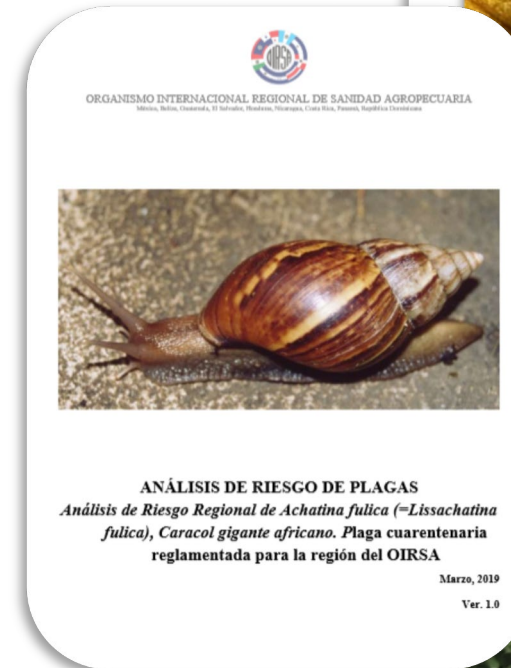 OIRSA
ORGANISMO INTERNACIONAL REGIONAL DE SANIDAD AGROPECUARIA
México, Belice, Guatemala, El Salvador, Honduras, Nicaragua, Costa Rica, Panamá, República Dominicana
ANÁLISIS DE RIESGO DE PLAGAS
Análisis de Riesgo Regional de Achatina fulica (=Lissachatina
fulica), Caracol gigante africano. Plaga cuarentenaria
reglamentada para la región del OIRSA
Marzo, 2019
Ver. 1.0